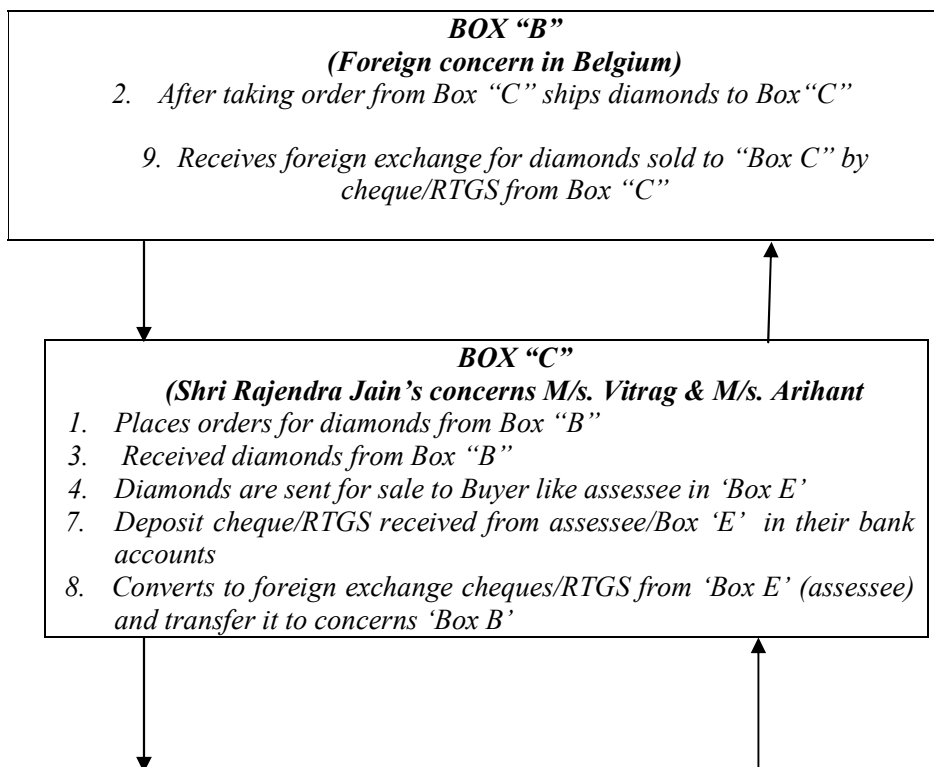 BOX “B”
(Foreign concern in Belgium)
2. After taking order from Box “C” ships diamonds to Box“C”
9. Receives foreign exchange for diamonds sold to “Box C” by
cheque/RTGS from Box “C”
BOX “C”
(Shri Rajendra Jain’s concerns M/s. Vitrag & M/s. Arihant
1. Places orders for diamonds from Box “B”
3. Received diamonds from Box “B”
4. Diamonds are sent for sale to Buyer like assessee in ‘Box E’
7. Deposit cheque/RTGS received from assessee/Box ‘E’ in their bank
accounts
8. Converts to foreign exchange cheques/RTGS from ‘Box E’ (assessee)
and transfer it to concerns ‘Box B’